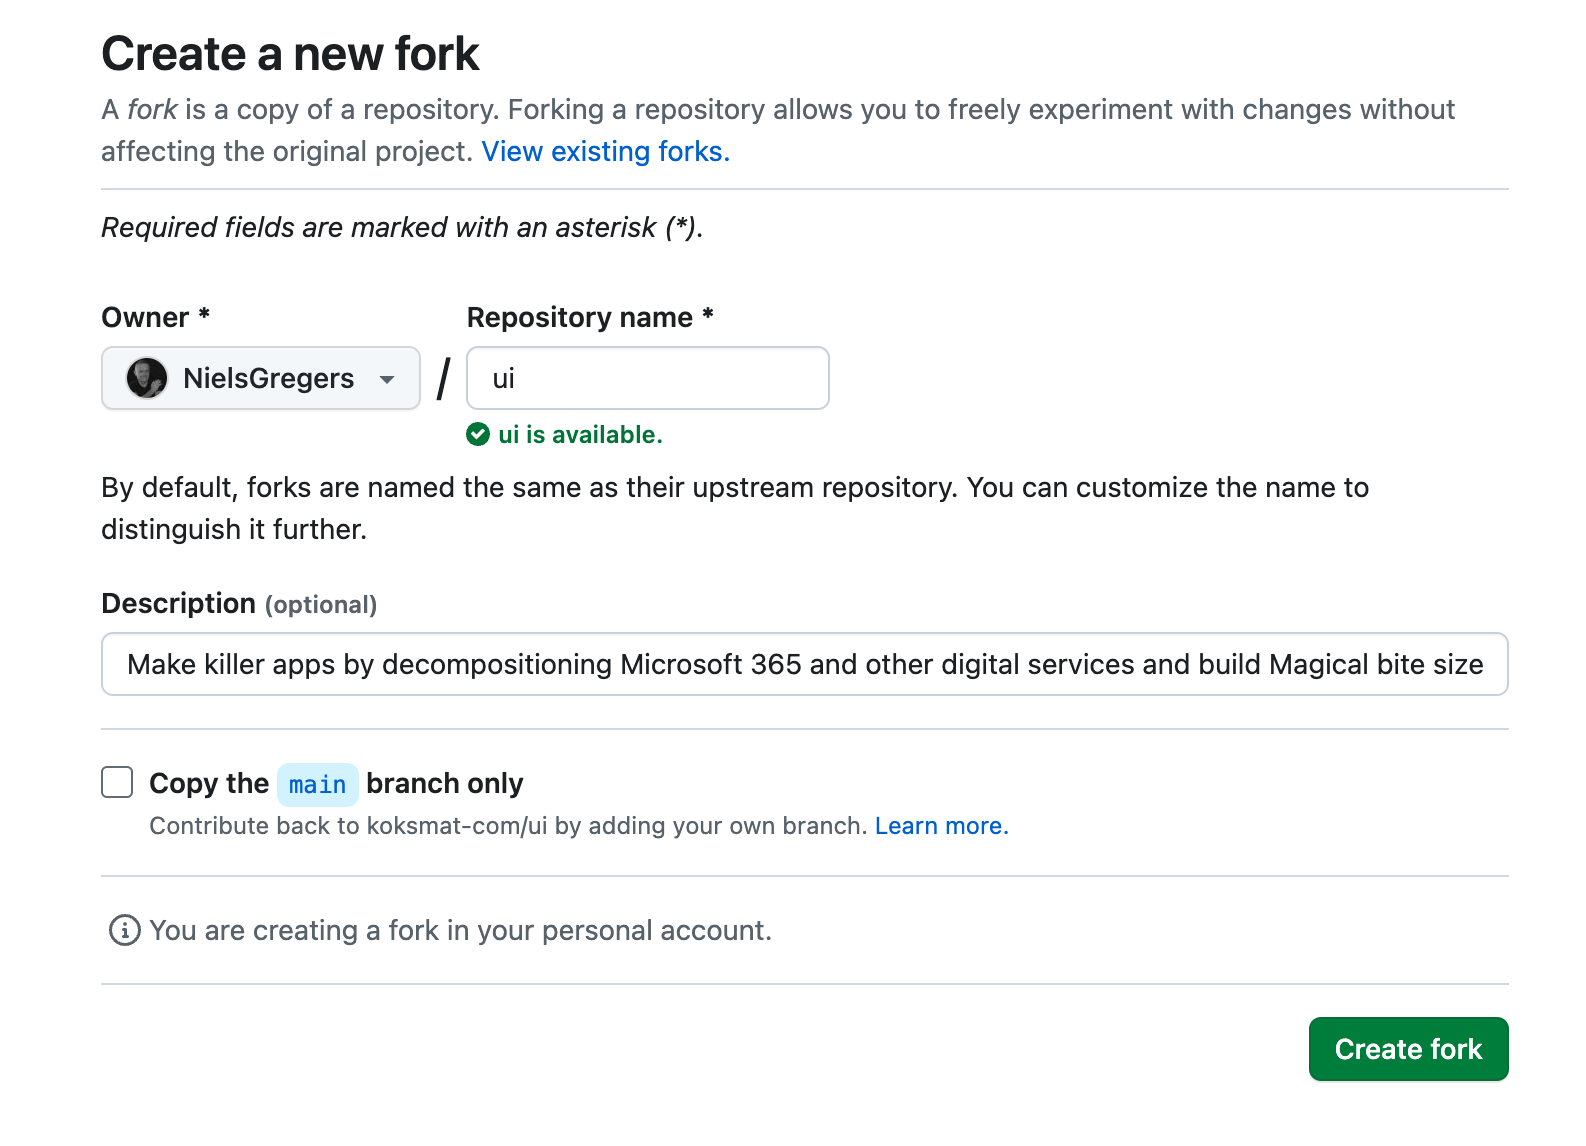 Create a new fork
A fork is a copy of a repository. Forking a repository allows you to freely experiment with changes without
affecting the original project. View existing forks.
Required fields are marked with an asterisk (*).
Owner *
Repository name *
NielsGregers
/
ui
ui is available.
By default, forks are named the same as their upstream repository. You can customize the name to
distinguish it further.
Description (optional)
Make killer apps by decompositioning Microsoft 365 and other digital services and build Magical bite size
Copy the main branch only
Contribute back to koksmat-com/ui by adding your own branch. Learn more.
You are creating a fork in your personal account.
Create fork